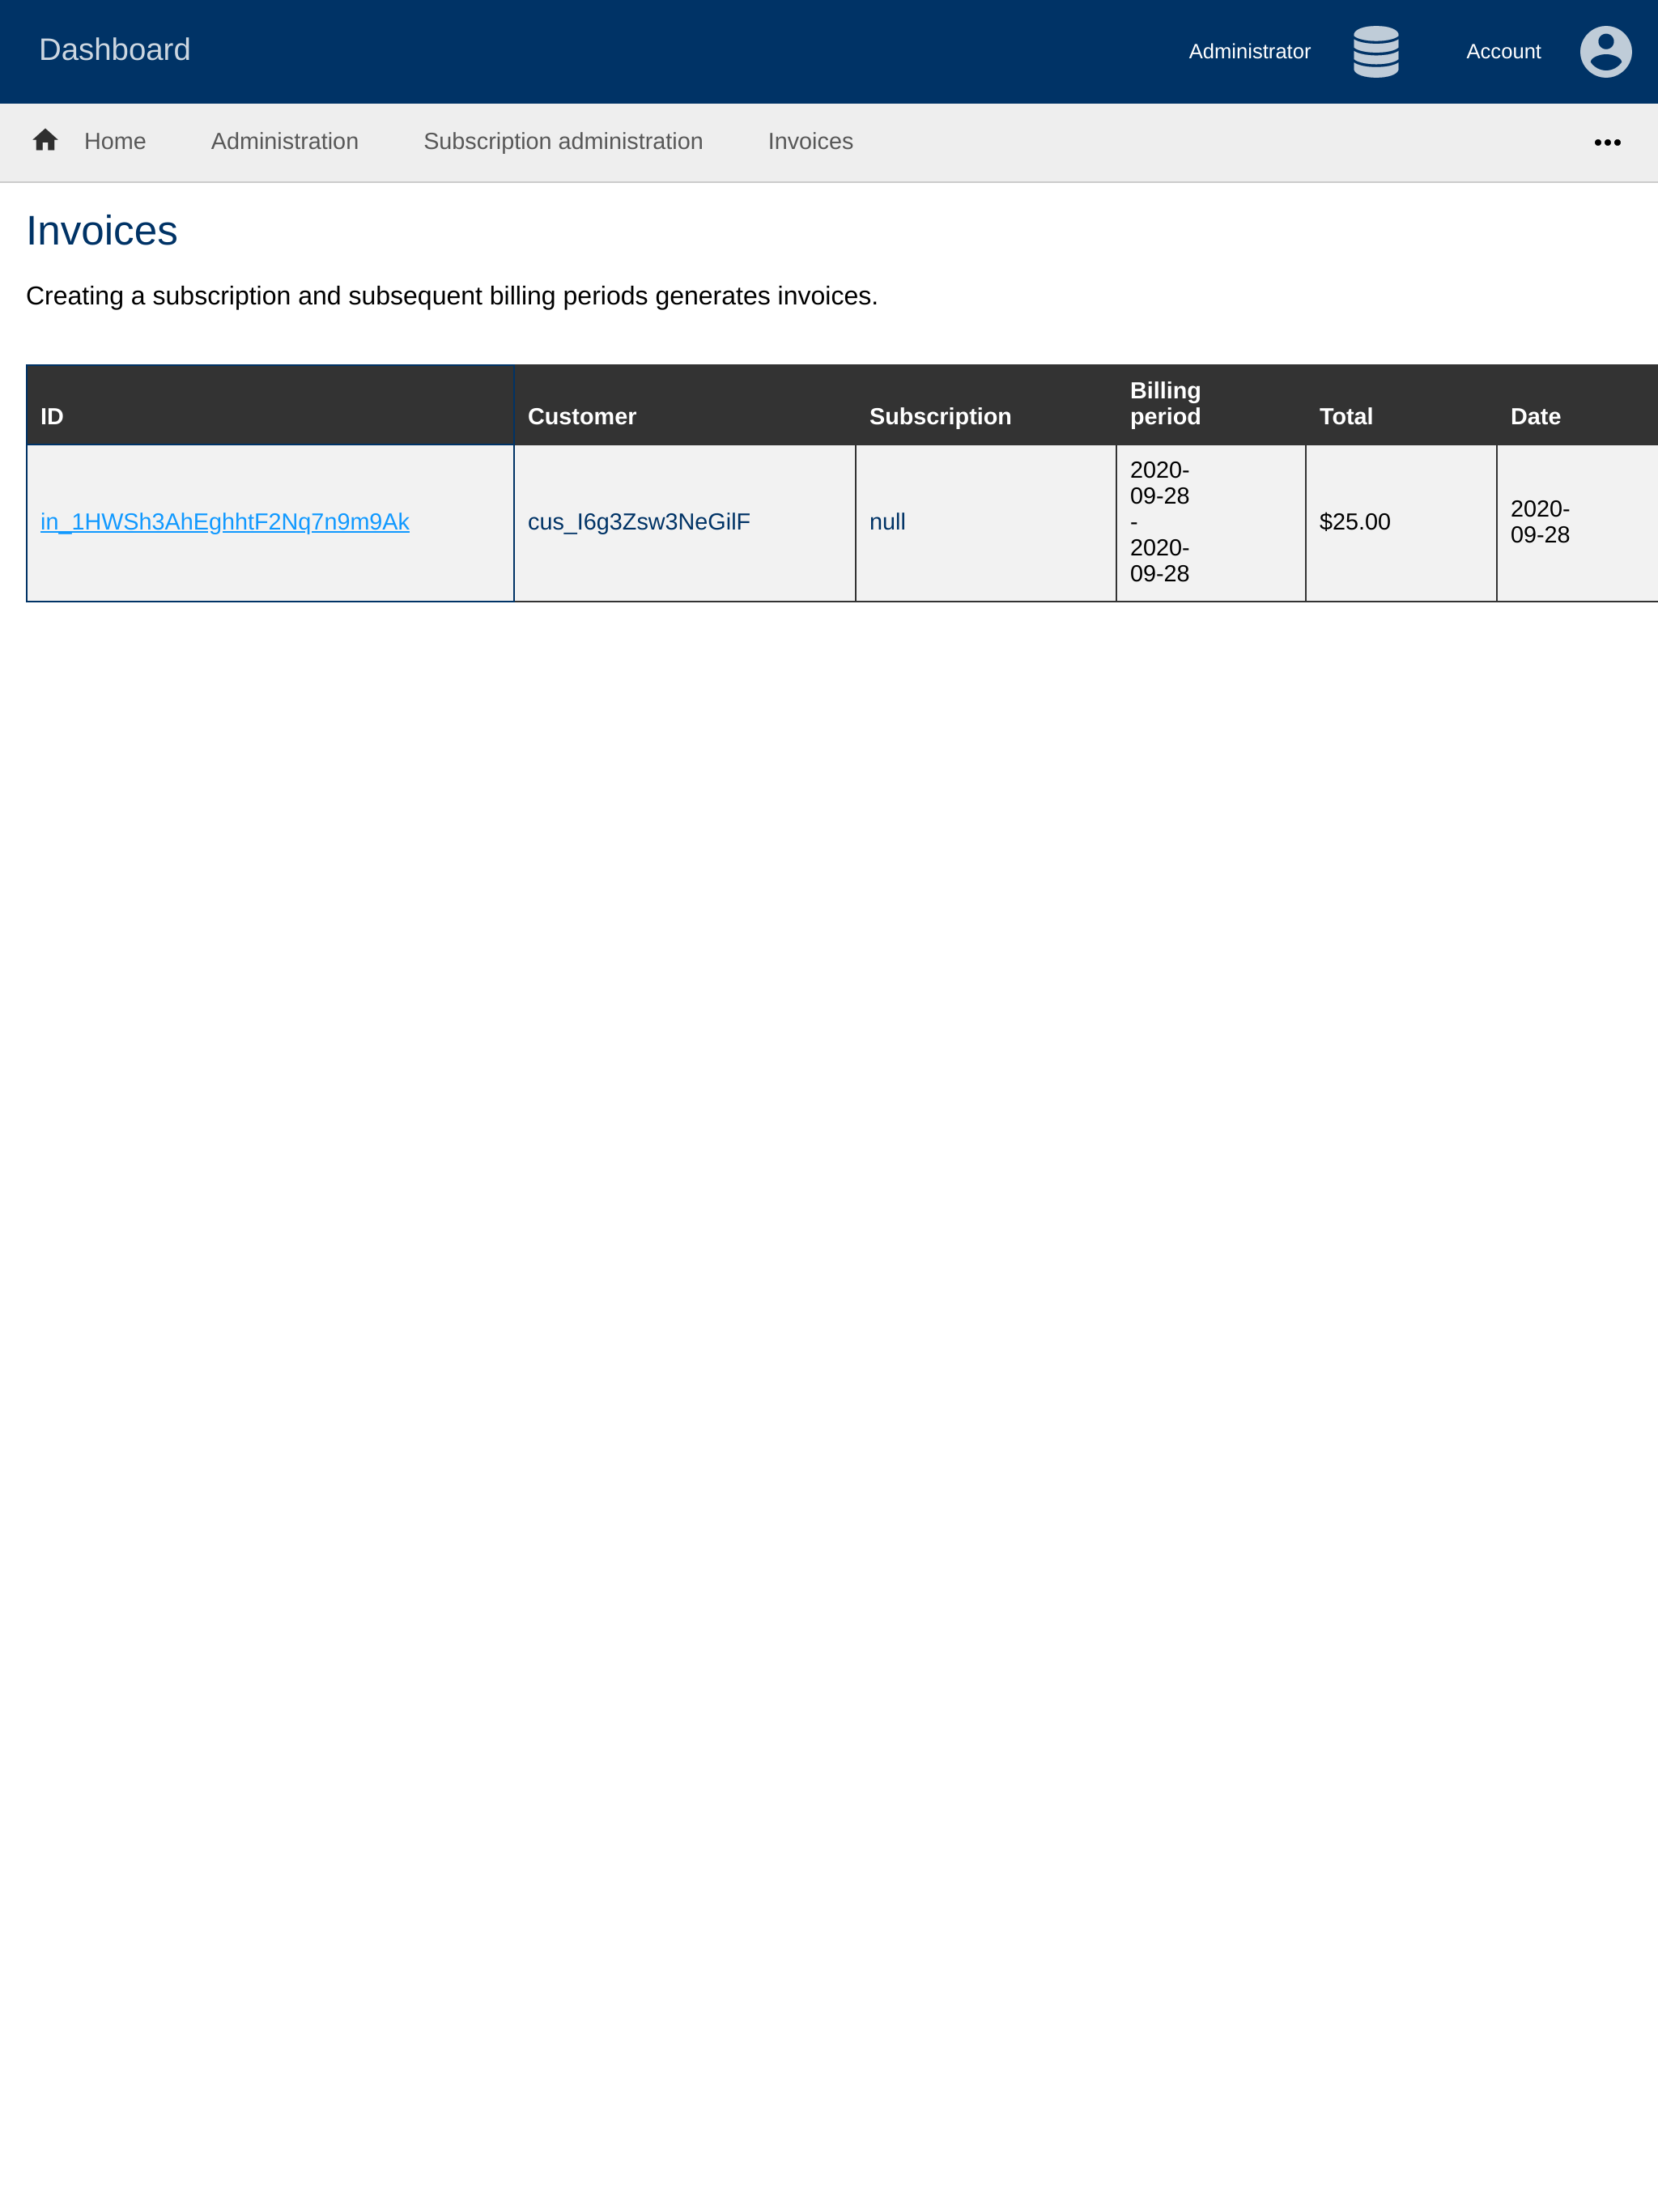 Dashboard
Administrator
Account
Home
Administration
Subscription administration
Invoices
Invoices
Creating a subscription and subsequent billing periods generates invoices.
ID
Customer
Subscription
Billing
period
Total
Date
in_1HWSh3AhEghhtF2Nq7n9m9Ak
cus_I6g3Zsw3NeGilF
null
2020-
09-28
-
2020-
09-28
$25.00
2020-
09-28